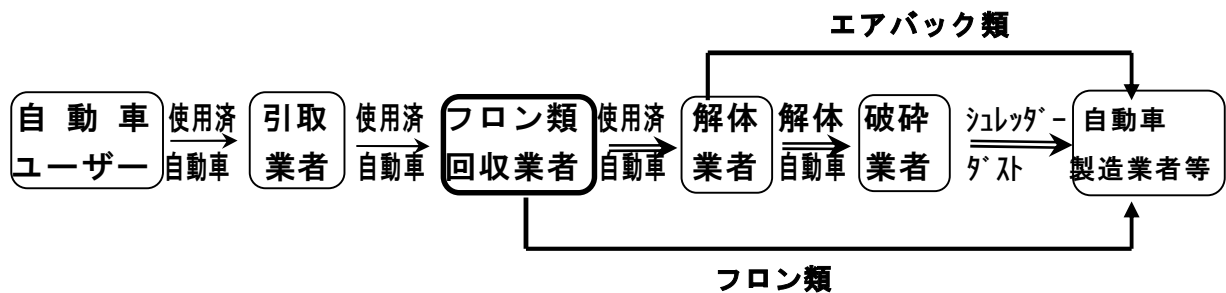 エアバック類
自動車
ユーザー
使用済
自動車
引取
業者
使用済
自動車
フロン類
回収業者
使用済
自動車
解体
業者
解体
自動車
破砕
業者
ｼｭﾚｯﾀﾞｰ
ﾀﾞｽﾄ
自動車
製造業者等
フロン類